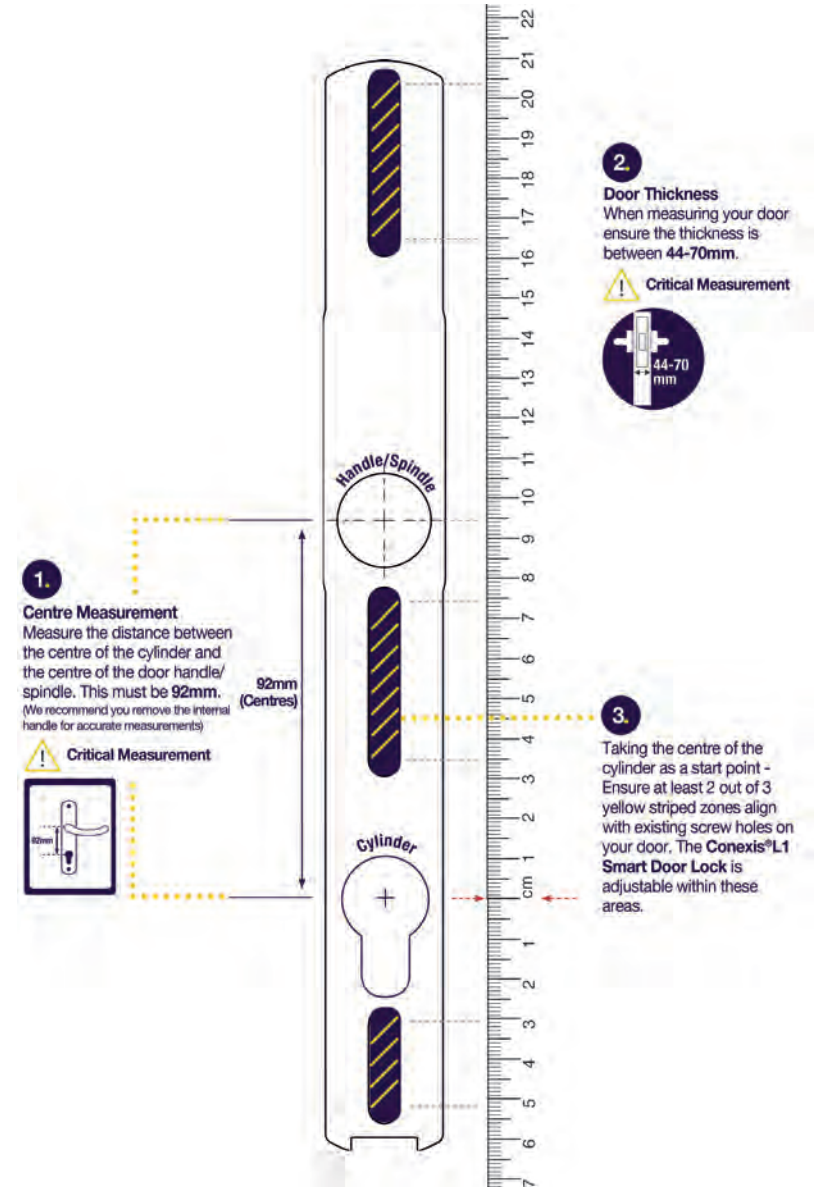 22
21
20
19
18
17
16
15
14
13
12
11
10
9
8
7
6
5
4
3
2
1
cm
1
2
3
4
5
6
7
Handle/Spindle
Cylinder
92mm
(Centres)
1.
Centre Measurement
Measure the distance between
the centre of the cylinder and
the centre of the door handle/
spindle. This must be 92mm.
(We recommend you remove the internal
handle for accurate measurements)
! Critical Measurement
92mm
2.
Door Thickness
When measuring your door
ensure the thickness is
between 44-70mm.
! Critical Measurement
44-70
mm
3.
Taking the centre of the
cylinder as a start point -
Ensure at least 2 out of 3
yellow striped zones align
with existing screw holes on
your door. The Conexis®L1
Smart Door Lock is
adjustable within these
areas.